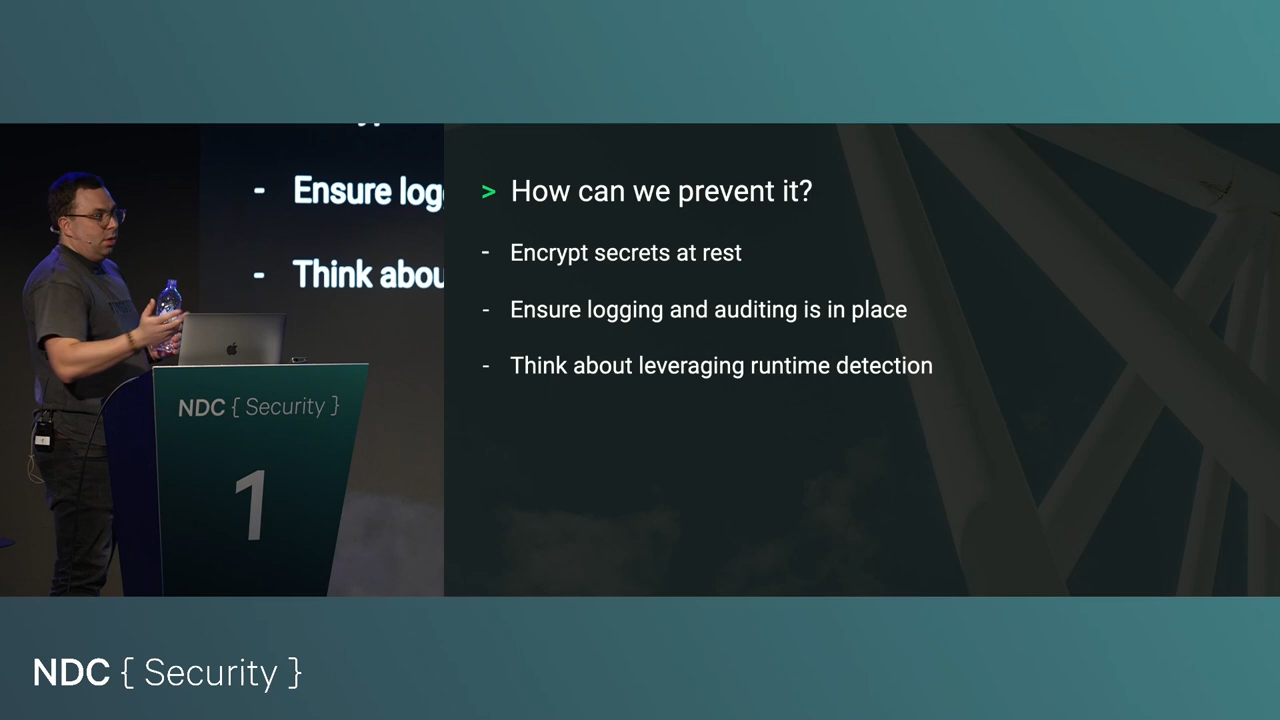 - Ensure log
- Think abou
NDC { Security }
1
> How can we prevent it?
- Encrypt secrets at rest
- Ensure logging and auditing is in place
- Think about leveraging runtime detection
NDC { Security }